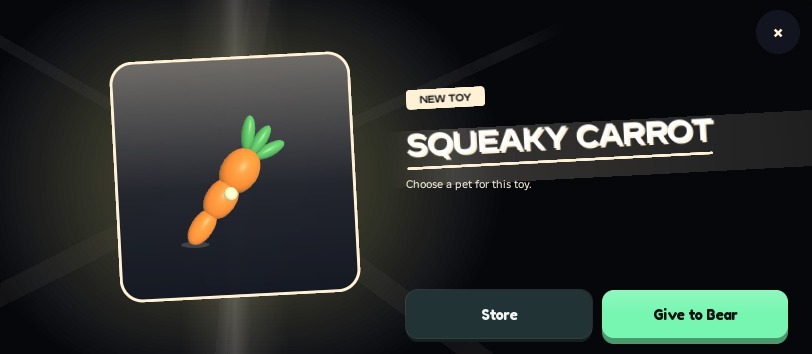 ×
NEW TOY
SQUEAKY CARROT
Choose a pet for this toy.
Store
Give to Bear